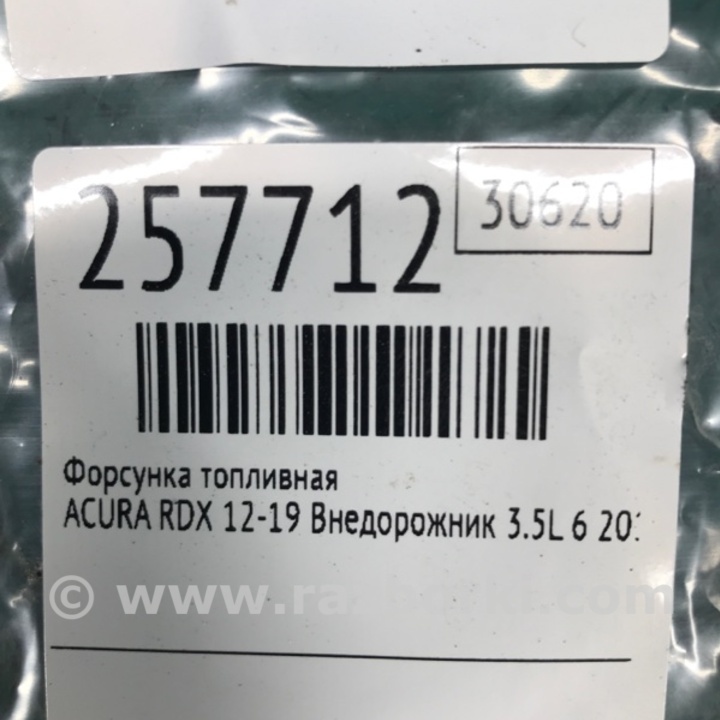 257712
30620
Форсунка топливная
ACURA RDX 12-19 Внедорожник 3.5L 6
©